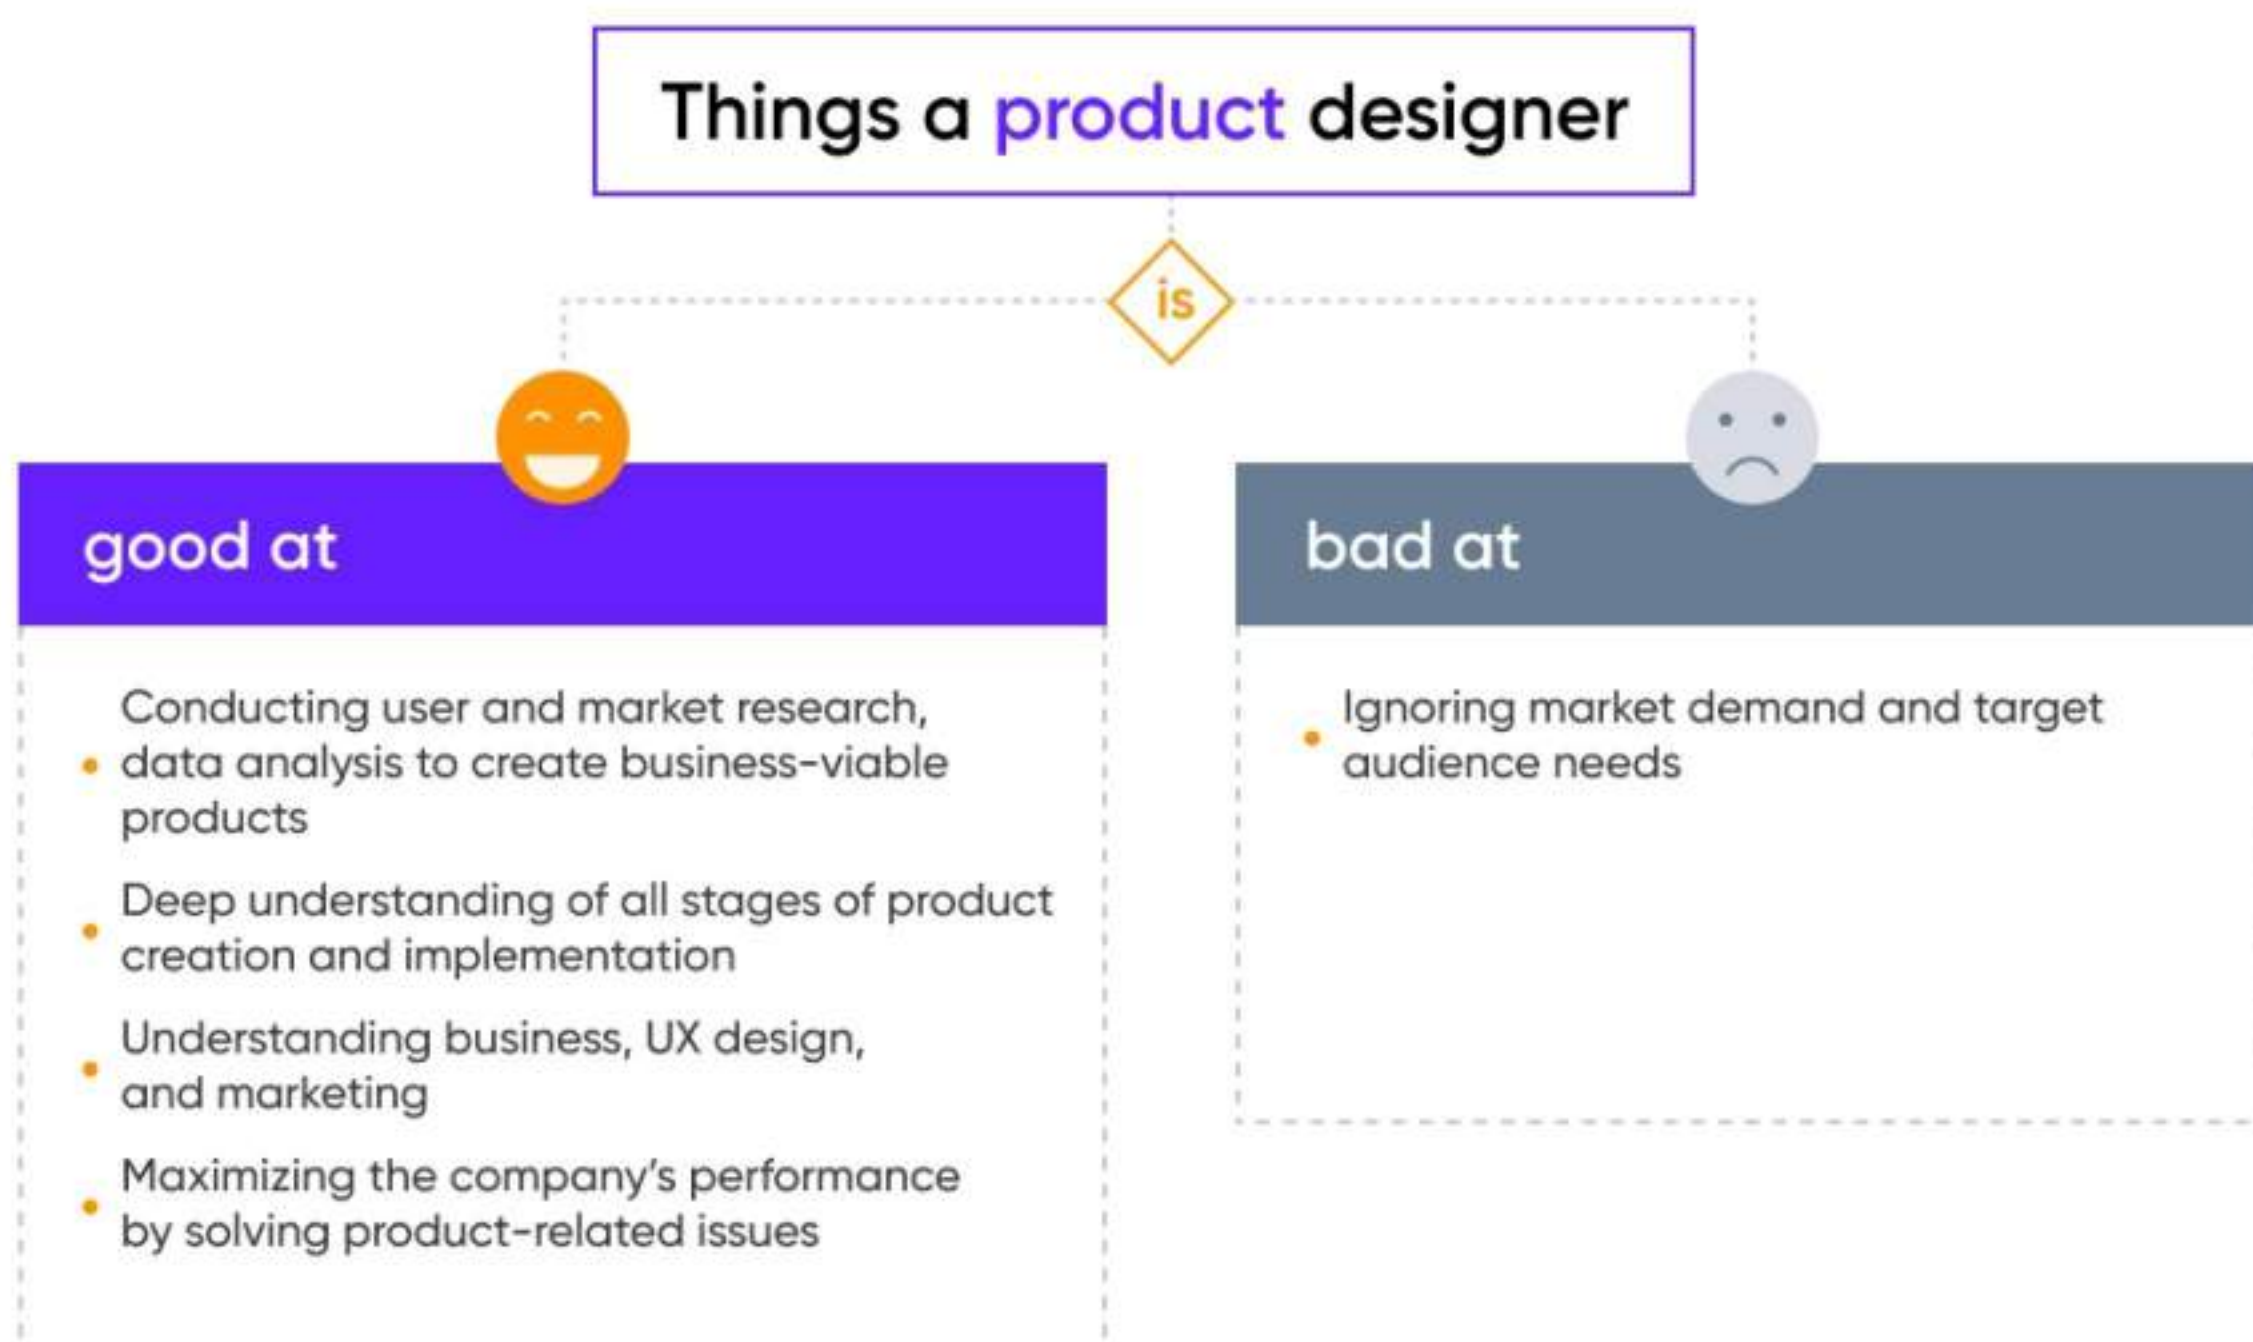 Things a product designer
is
good at
Conducting user and market research,
data analysis to create business-viable
products
Deep understanding of all stages of product
creation and implementation
Understanding business, UX design,
and marketing
Maximizing the company's performance
by solving product-related issues
bad at
Ignoring market demand and target
audience needs